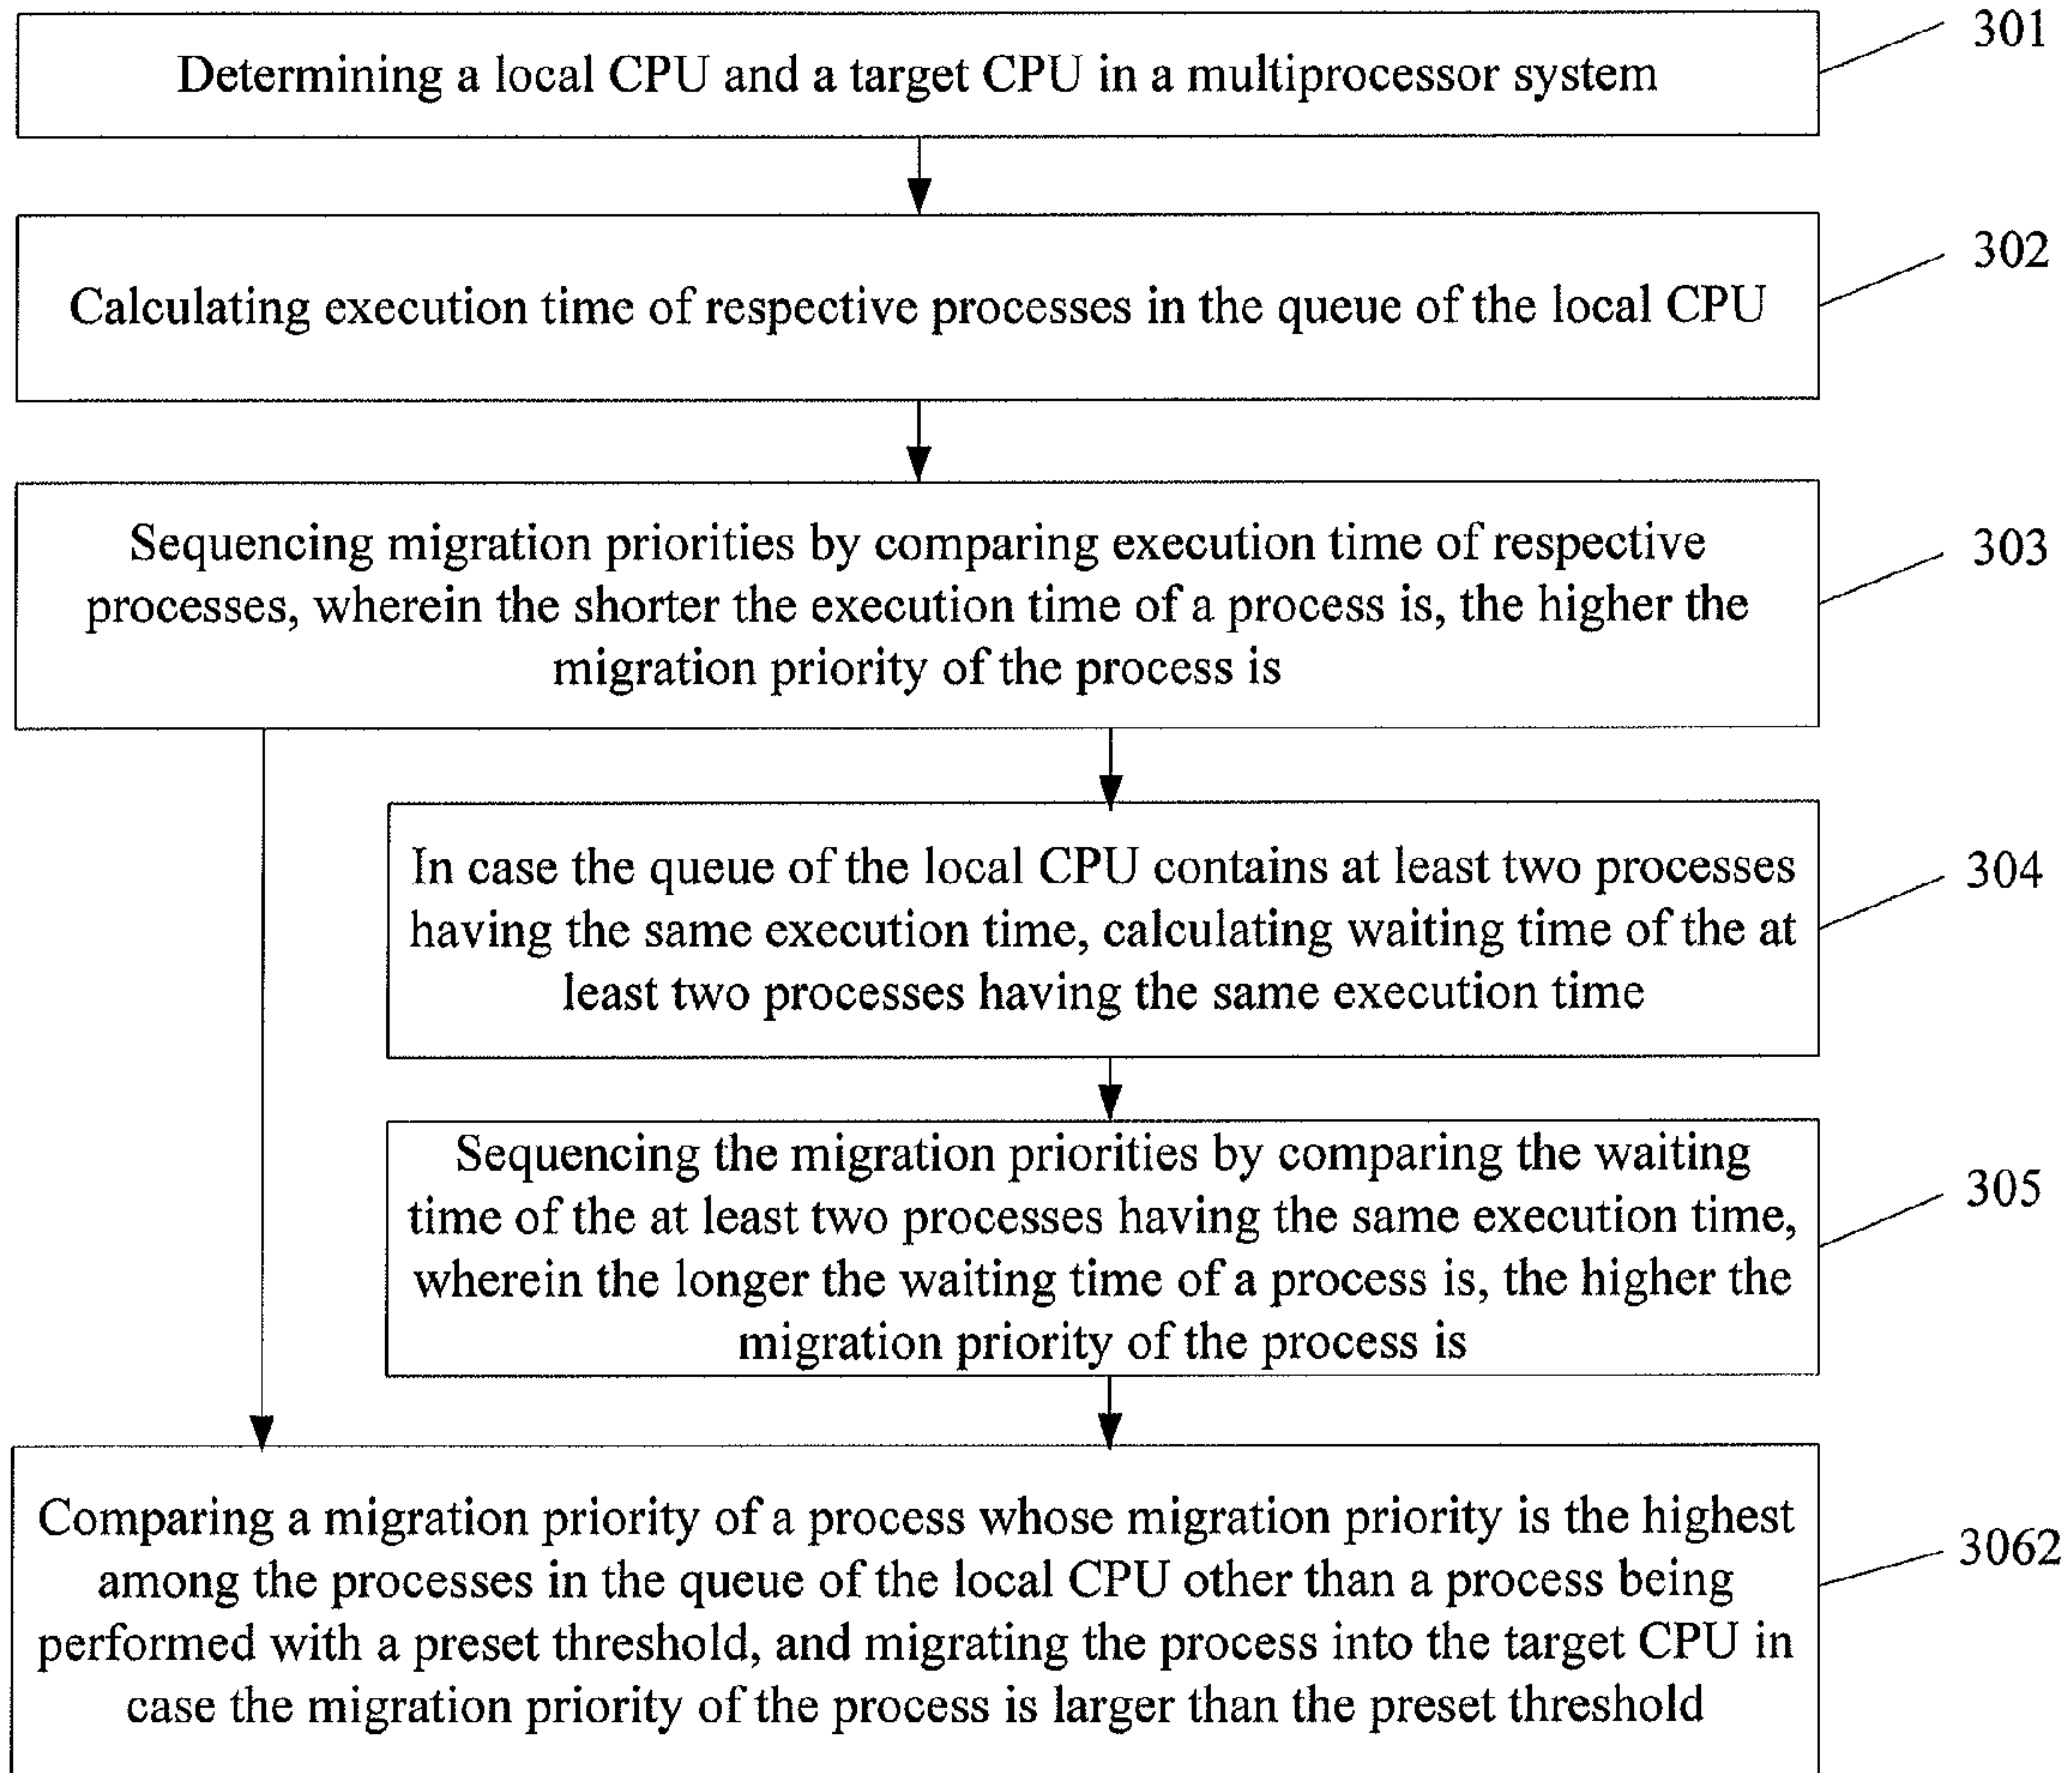 Determining a local CPU and a target CPU in a multiprocessor system
301
Calculating execution time of respective processes in the queue of the local CPU
302
Sequencing migration priorities by comparing execution time of respective
processes, wherein the shorter the execution time of a process is, the higher the
migration priority of the process is
303
In case the queue of the local CPU contains at least two processes
having the same execution time, calculating waiting time of the at
least two processes having the same execution time
304
Sequencing the migration priorities by comparing the waiting
time of the at least two processes having the same execution time,
wherein the longer the waiting time of a process is, the higher the
migration priority of the process is
305
Comparing a migration priority of a process whose migration priority is the highest
among the processes in the queue of the local CPU other than a process being
performed with a preset threshold, and migrating the process into the target CPU in
case the migration priority of the process is larger than the preset threshold
3062